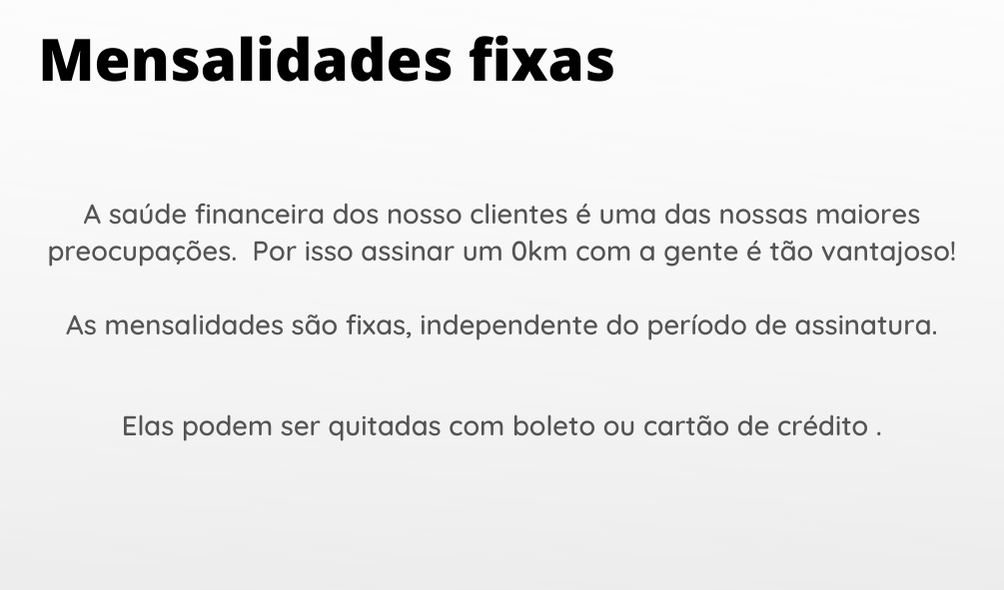 Mensalidades fixas
A saúde financeira dos nosso clientes é uma das nossas maiores
preocupações.  Por isso assinar um 0km com a gente é tão vantajoso!
As mensalidades são fixas, independente do período de assinatura.
Elas podem ser quitadas com boleto ou cartão de crédito .